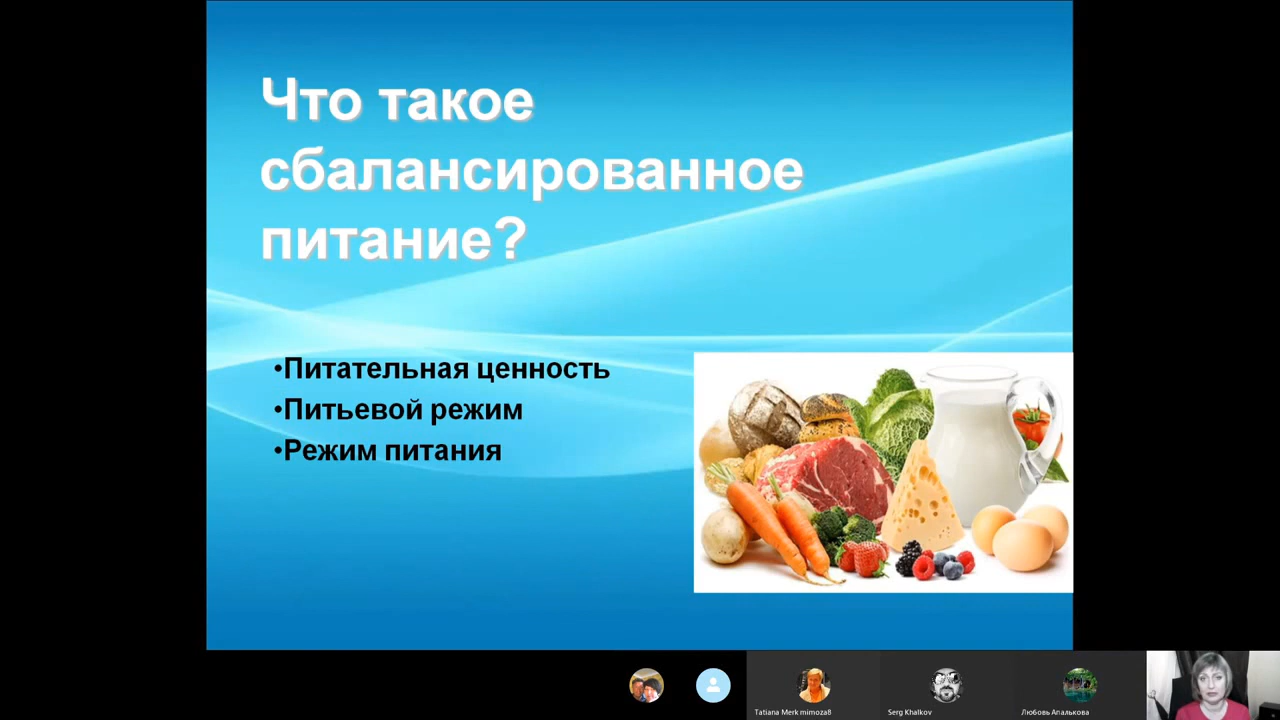 Что такое
сбалансированное
питание?
•Питательная ценность
•Питьевой режим
•Режим питания
Tatiana Merk mimoza8
Serg Khalkov
Любовь Апалькова